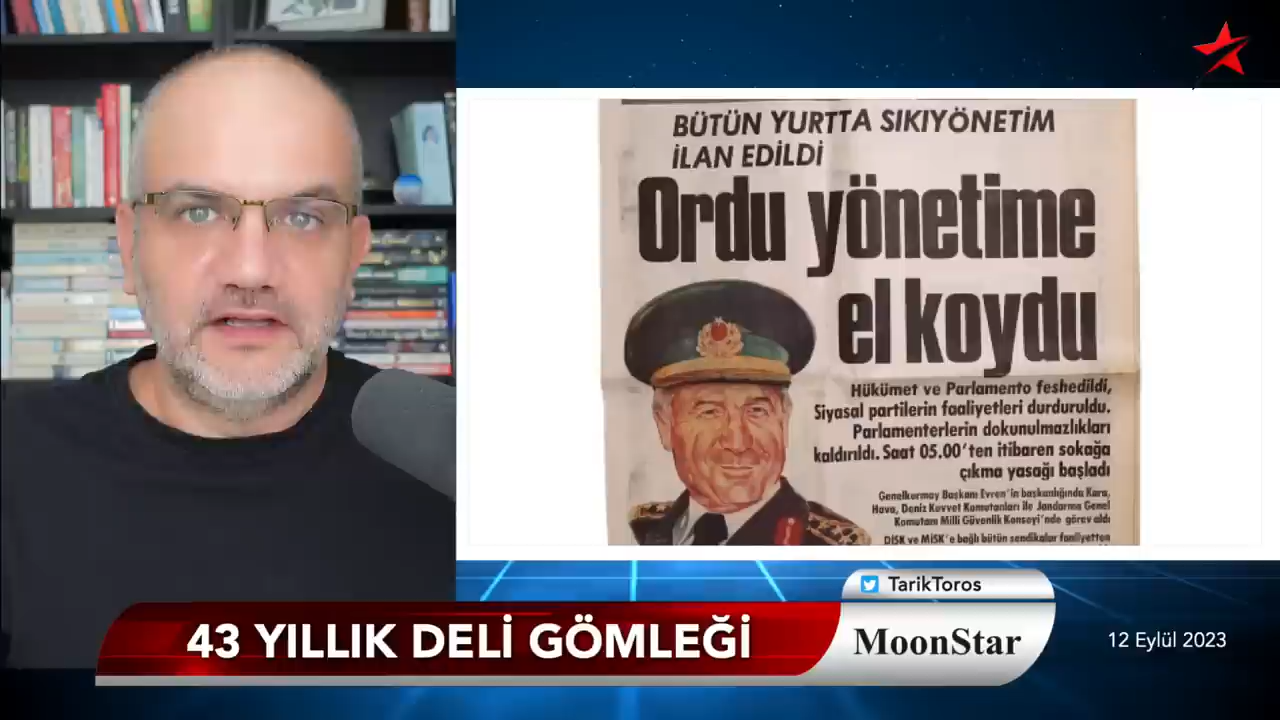 BÜTÜN YURTTA SIKIYÖNETİM
İLAN EDİLDİ
Ordu yönetime
el koydu
Hükümet ve Parlamento feshedildi,
Siyasal partilerin faaliyetleri durduruldu.
Parlamenterlerin dokunulmazlıkları
kaldırıldı. Saat 05.00'ten itibaren sokağa
çıkma yasağı başladı
Genelkurmay Başkanı Evren'in başkanlığında Kara,
Hava, Deniz Kuvvet Komutanları ile Jandarma Genel
Komutanı Milli Güvenlik Konseyi'nde görev aldı
DİSK ve MİSK'e bağlı bütün sendikalar faaliyetten
TarikToros
43 YILLIK DELİ GÖMLEĞİ
MoonStar
12 Eylül 2023